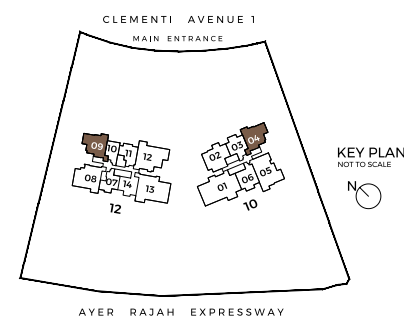 CLEMENTI AVENUE 1
MAIN ENTRANCE
09
10
11
12
08
07
14
13
12
02
03
04
01
06
05
10
KEY PLAN
NOT TO SCALE
N
AYER RAJAH EXPRESSWAY